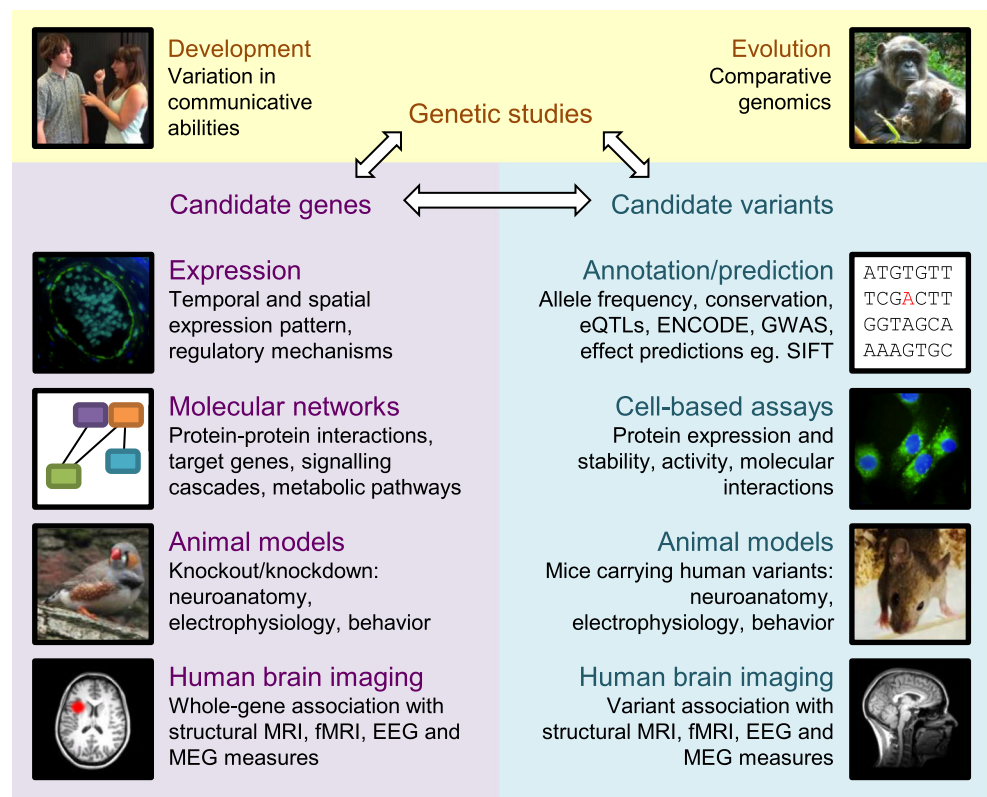 Development
Variation in
communicative
abilities
Evolution
Comparative
genomics
Genetic studies
Candidate genes
Candidate variants
Expression
Temporal and spatial
expression pattern,
regulatory mechanisms
Molecular networks
Protein-protein interactions,
target genes, signalling
cascades, metabolic pathways
Animal models
Knockout/knockdown:
neuroanatomy,
electrophysiology, behavior
Human brain imaging
Whole-gene association with
structural MRI, fMRI, EEG and
MEG measures
Annotation/prediction
Allele frequency, conservation,
eQTLs, ENCODE, GWAS,
effect predictions eg. SIFT
ATGTGTT
TCGACTT
GGTAGCA
AAAGTGC
Cell-based assays
Protein expression and
stability, activity, molecular
interactions
Animal models
Mice carrying human variants:
neuroanatomy,
electrophysiology, behavior
Human brain imaging
Variant association with
structural MRI, fMRI, EEG and
MEG measures